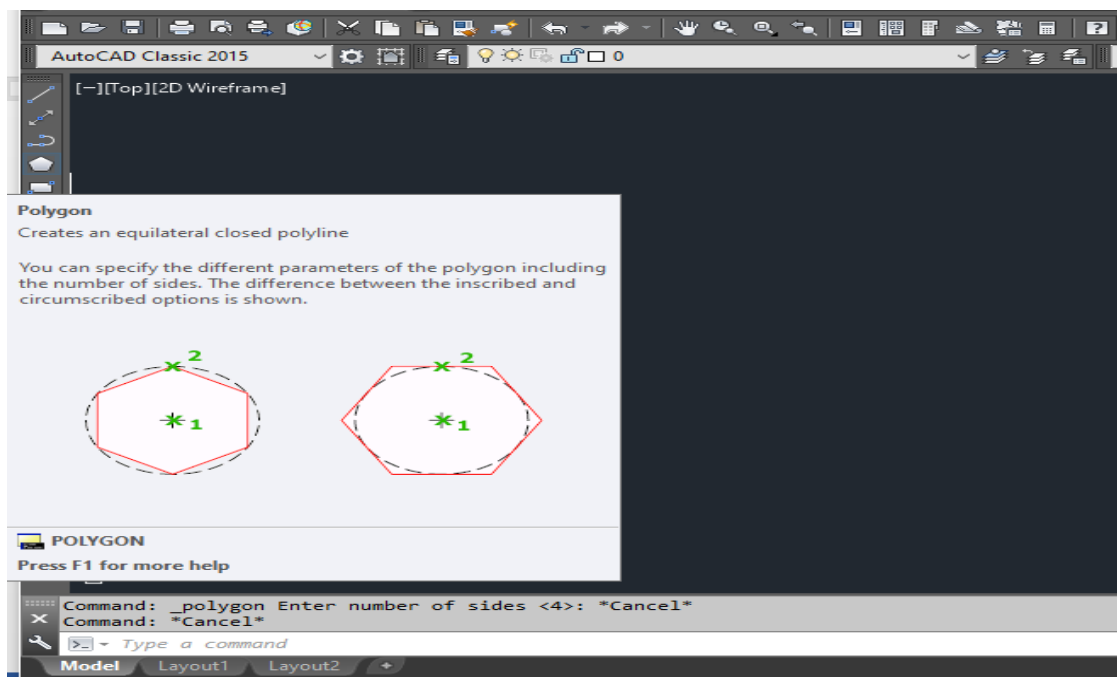 AutoCAD Classic 2015
0
[−][Top][2D Wireframe]
Polygon
Creates an equilateral closed polyline
You can specify the different parameters of the polygon including
the number of sides. The difference between the inscribed and
circumscribed options is shown.
2
1
2
1
POLYGON
Press F1 for more help
Command: _polygon Enter number of sides <4>: *Cancel*
Command: *Cancel*
Type a command
Model Layout1 Layout2 +